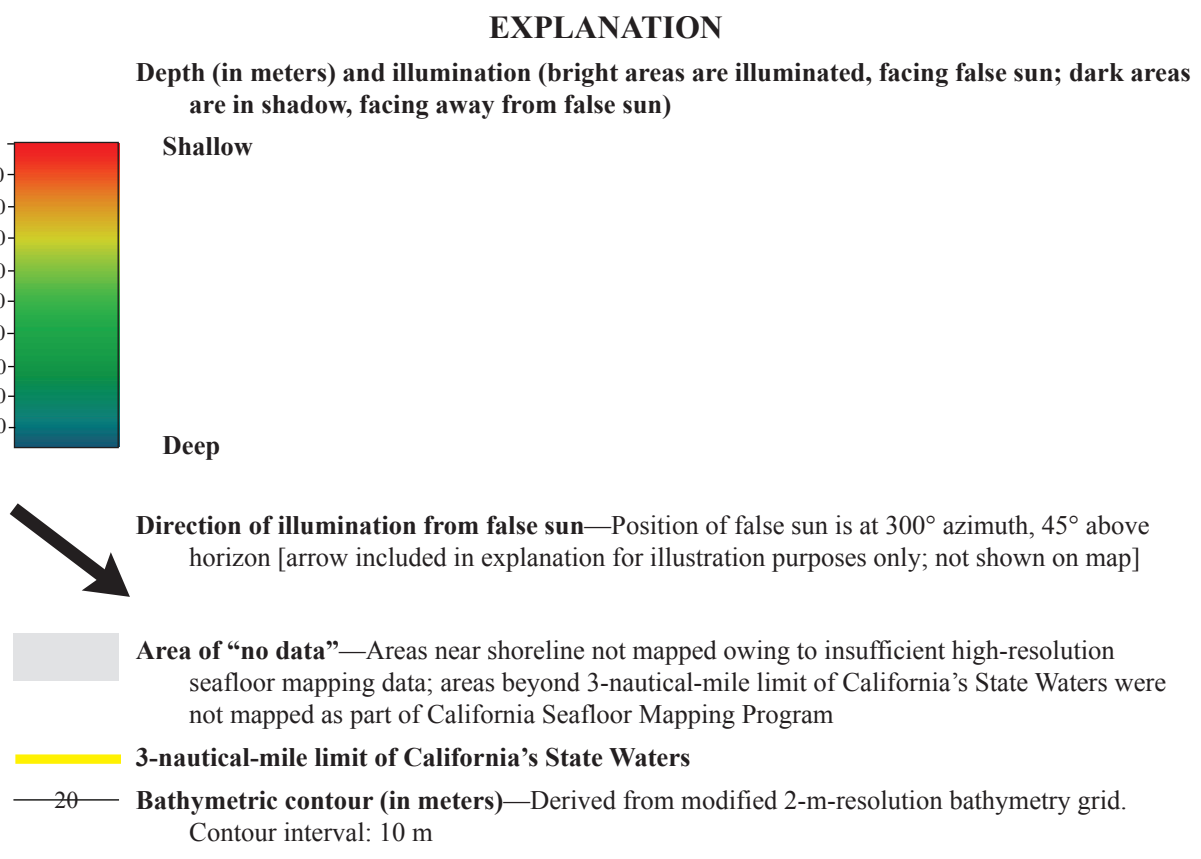 EXPLANATION
Depth (in meters) and illumination (bright areas are illuminated, facing false sun; dark areas
are in shadow, facing away from false sun)
Shallow
Deep
Direction of illumination from false sun—Position of false sun is at 300° azimuth, 45° above
horizon [arrow included in explanation for illustration purposes only; not shown on map]
Area of “no data”—Areas near shoreline not mapped owing to insufficient high-resolution
seafloor mapping data; areas beyond 3-nautical-mile limit of California’s State Waters were
not mapped as part of California Seafloor Mapping Program
3-nautical-mile limit of California’s State Waters
20 Bathymetric contour (in meters)—Derived from modified 2-m-resolution bathymetry grid.
Contour interval: 10 m